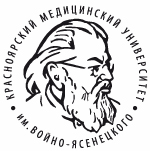 КРАСНОЯРСКИЙ МЕДИЦИНСКИЙ УНИВЕРСИТЕТ
ИМ.ВОЙНО-ЯСЕНЕЦКОГО